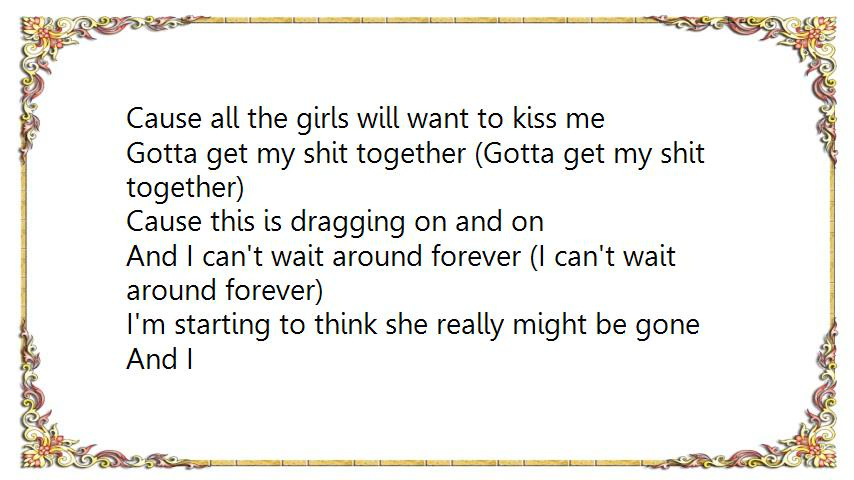 Cause all the girls will want to kiss me
Gotta get my shit together (Gotta get my shit
together)
Cause this is dragging on and on
And I can't wait around forever (I can't wait
around forever)
I'm starting to think she really might be gone
And I